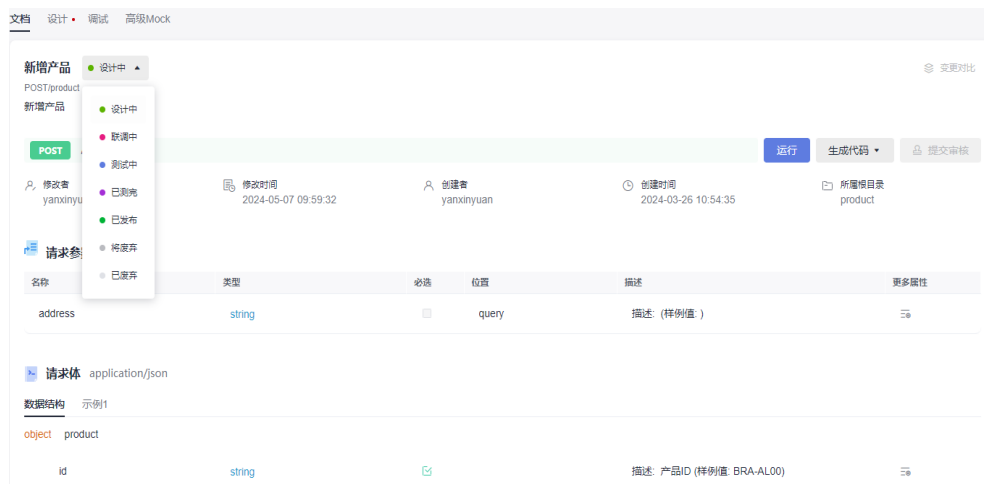 文档 设计 调试 高级Mock
新增产品 设计中 变更对比
POST/product
新增产品
设计中
联调中
测试中
已测完
已发布
将废弃
已废弃
POST 运行 生成代码 提交审核
修改者 修改时间 创建者 创建时间 所属根目录
yanxinyu 2024-05-07 09:59:32 yanxinyuan 2024-03-26 10:54:35 product
请求参
名称 类型 必选 位置 描述 更多属性
address string query 描述: (样例值: )
请求体 application/json
数据结构 示例1
object product
id string 描述: 产品ID (样例值: BRA-AL00)